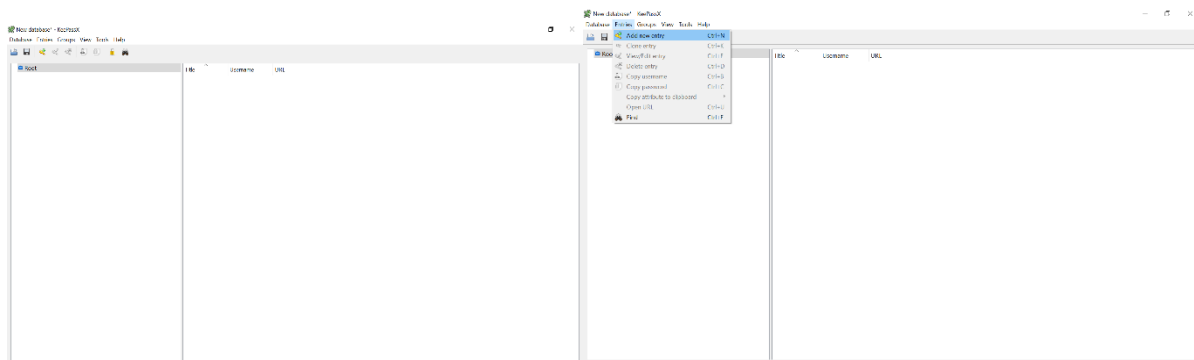 New database* - KeePassX
Database Entries Groups View Tools Help
Root
Title Username URL
New database* - KeePassX
Database Entries Groups View Tools Help
Add new entry Ctrl+N
Clone entry Ctrl+K
View/Edit entry Ctrl+E
Delete entry Ctrl+D
Copy username Ctrl+B
Copy password Ctrl+C
Copy attribute to clipboard
Open URL Ctrl+U
Find Ctrl+F
Roo
Title Username URL